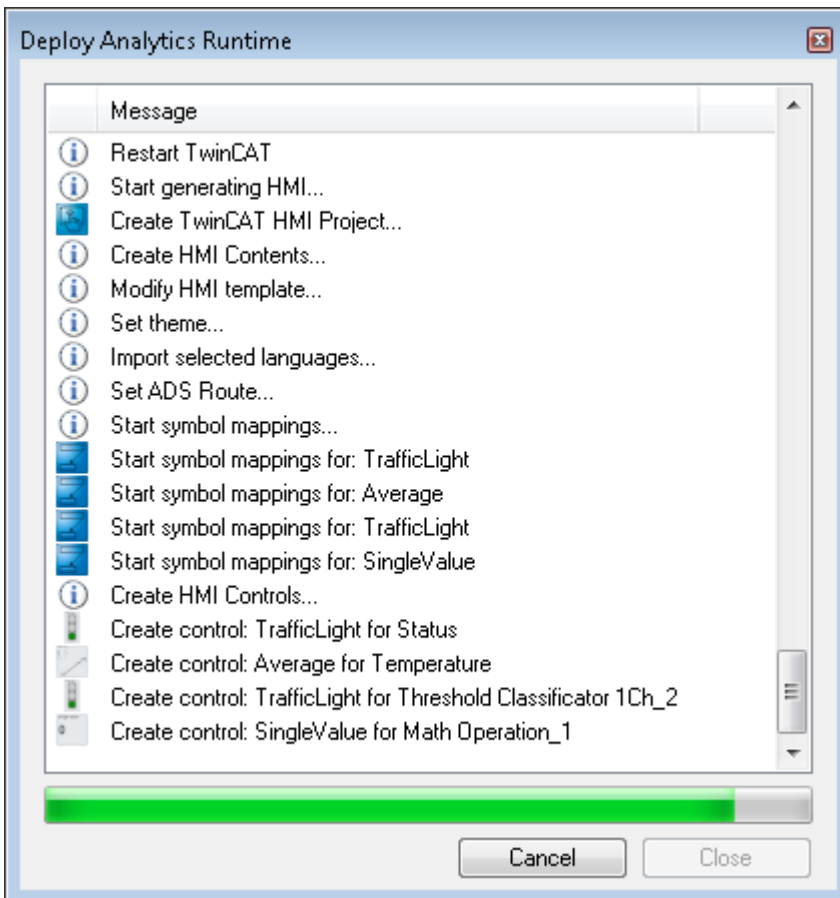 Deploy Analytics Runtime
Message
Restart TwinCAT
Start generating HMI...
Create TwinCAT HMI Project...
Create HMI Contents...
Modify HMI template...
Set theme...
Import selected languages...
Set ADS Route...
Start symbol mappings...
Start symbol mappings for: TrafficLight
Start symbol mappings for: Average
Start symbol mappings for: TrafficLight
Start symbol mappings for: SingleValue
Create HMI Controls...
Create control: TrafficLight for Status
Create control: Average for Temperature
Create control: TrafficLight for Threshold Classificator 1Ch_2
Create control: SingleValue for Math Operation_1
Cancel Close